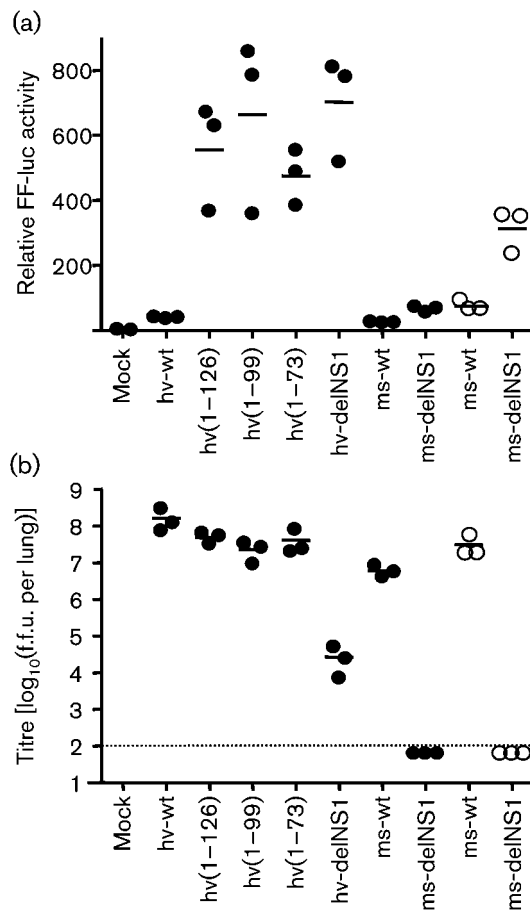 (a)
Relative FF-luc activity
800
600
400
200
Mock
hv-wt
hv(1–126)
hv(1–99)
hv(1–73)
hv-delNS1
ms-wt
ms-delNS1
ms-wt
ms-delNS1
(b)
Titre [log10(f.f.u. per lung)]
9
8
7
6
5
4
3
2
1
Mock
hv-wt
hv(1–126)
hv(1–99)
hv(1–73)
hv-delNS1
ms-wt
ms-delNS1
ms-wt
ms-delNS1